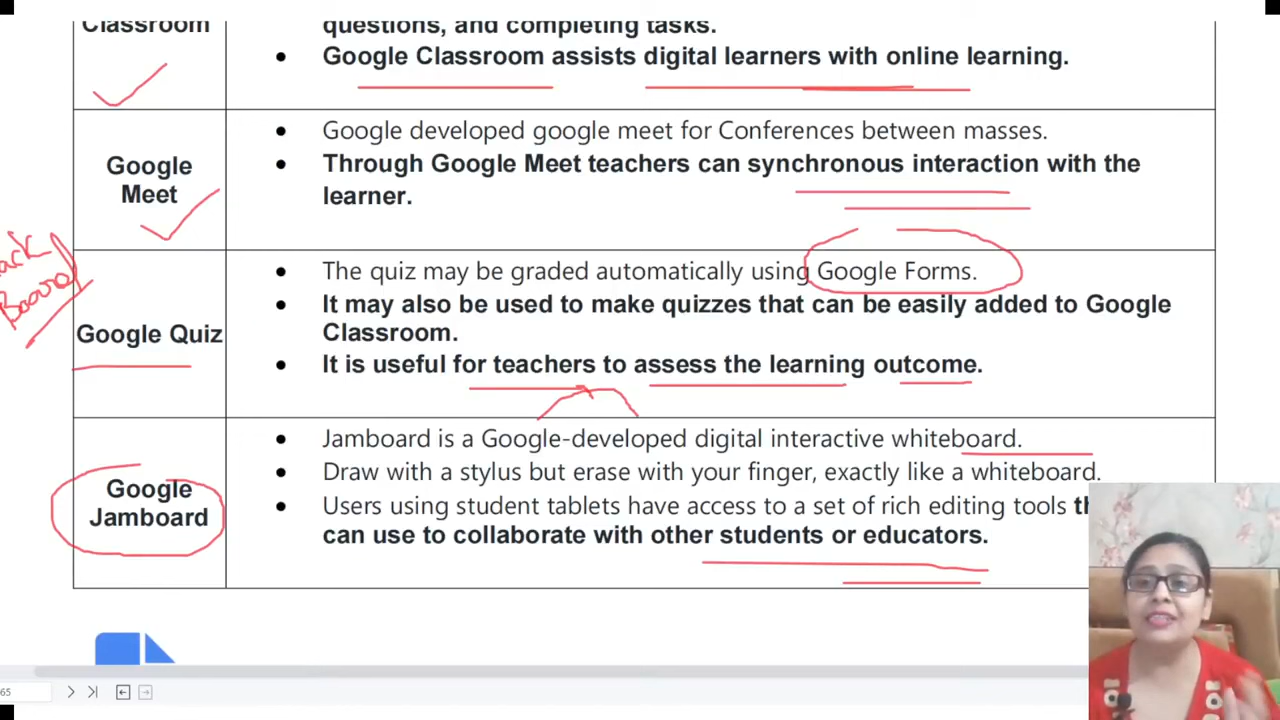 Classroom
questions, and completing tasks.
Google Classroom assists digital learners with online learning.
Google
Meet
Google developed google meet for Conferences between masses.
Through Google Meet teachers can synchronous interaction with the
learner.
Board
Google Quiz
The quiz may be graded automatically using Google Forms.
It may also be used to make quizzes that can be easily added to Google
Classroom.
It is useful for teachers to assess the learning outcome.
Google
Jamboard
Jamboard is a Google-developed digital interactive whiteboard.
Draw with a stylus but erase with your finger, exactly like a whiteboard.
Users using student tablets have access to a set of rich editing tools
can use to collaborate with other students or educators.
65